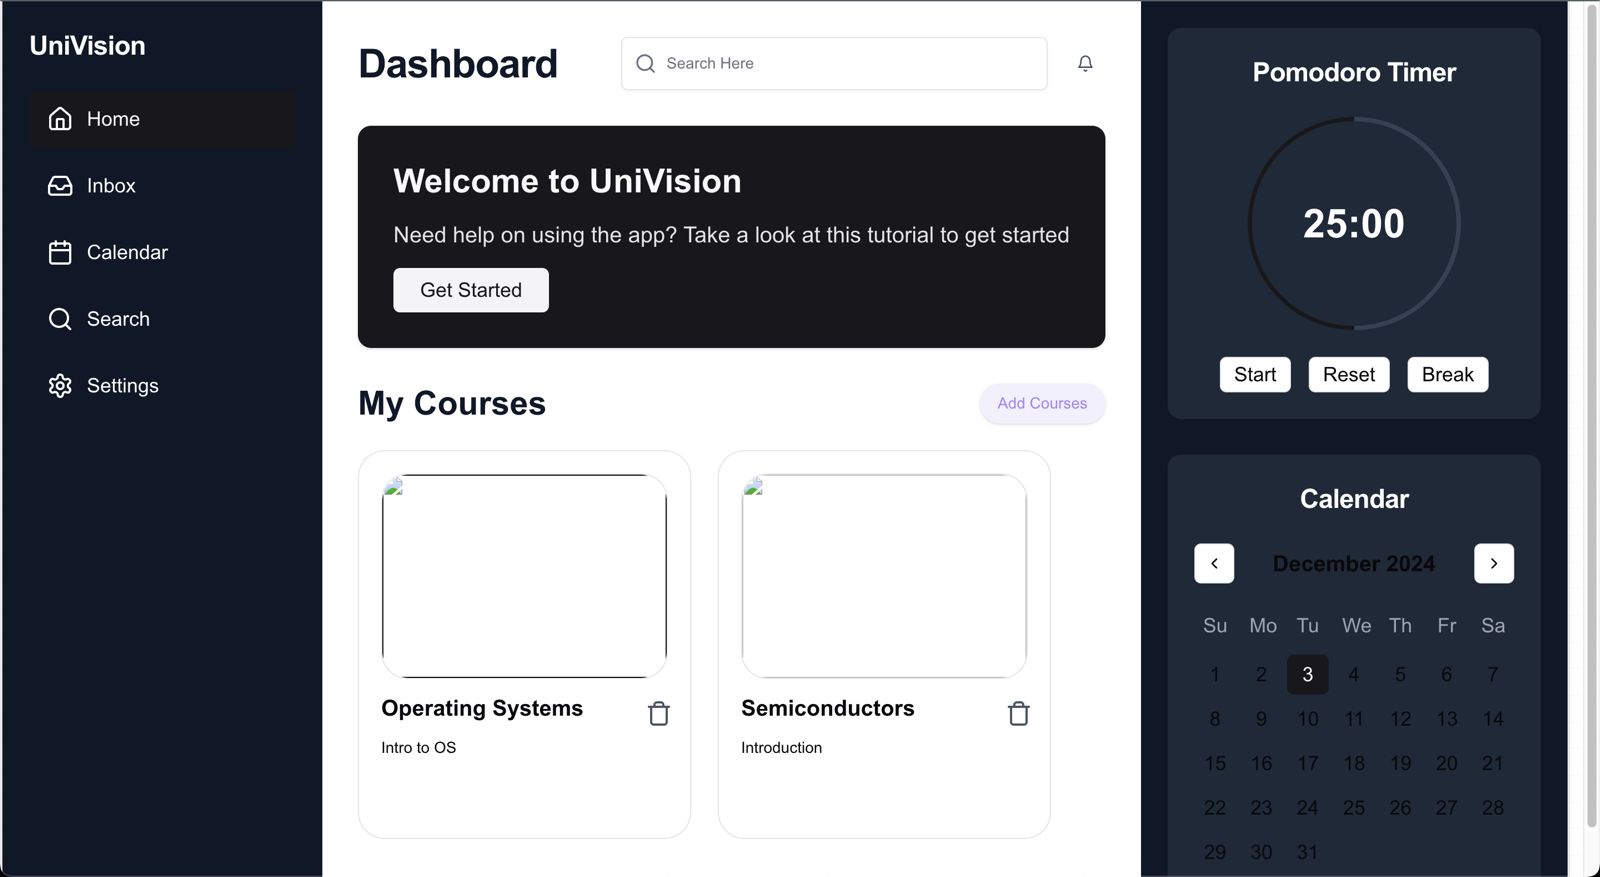 UniVision
Home
Inbox
Calendar
Search
Settings
Dashboard
Search Here
Welcome to UniVision
Need help on using the app? Take a look at this tutorial to get started
Get Started
My Courses
Add Courses
Operating Systems
Intro to OS
Semiconductors
Introduction
Pomodoro Timer
25:00
Start Reset Break
Calendar
December 2024
Su Mo Tu We Th Fr Sa
1 2 3 4 5 6 7
8 9 10 11 12 13 14
15 16 17 18 19 20 21
22 23 24 25 26 27 28
29 30 31